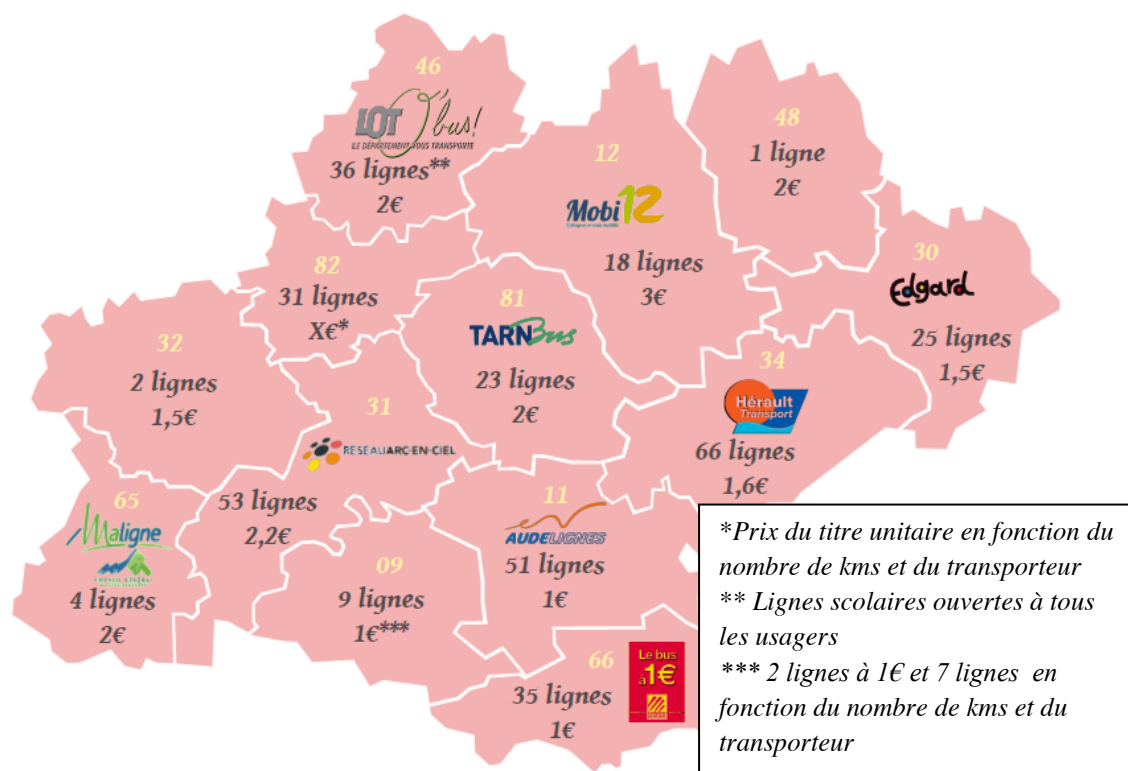 46
LOT O'bus!
LE DÉPARTEMENT VOUS TRANSPORTE
36 lignes**
2€
48
1 ligne
2€
12
Mobi12
18 lignes
3€
30
Edgard
25 lignes
1,5€
82
31 lignes
X€*
81
TARNBus
23 lignes
2€
32
2 lignes
1,5€
34
Hérault
Transport
66 lignes
1,6€
31
RESEAU ARC-EN-CIEL
53 lignes
2,2€
65
Maligne
4 lignes
2€
11
AUDELIGNES
51 lignes
1€
09
9 lignes
1€***
66
Le bus
à 1€
35 lignes
1€
*Prix du titre unitaire en fonction du
nombre de kms et du transporteur
** Lignes scolaires ouvertes à tous
les usagers
*** 2 lignes à 1€ et 7 lignes en
fonction du nombre de kms et du
transporteur